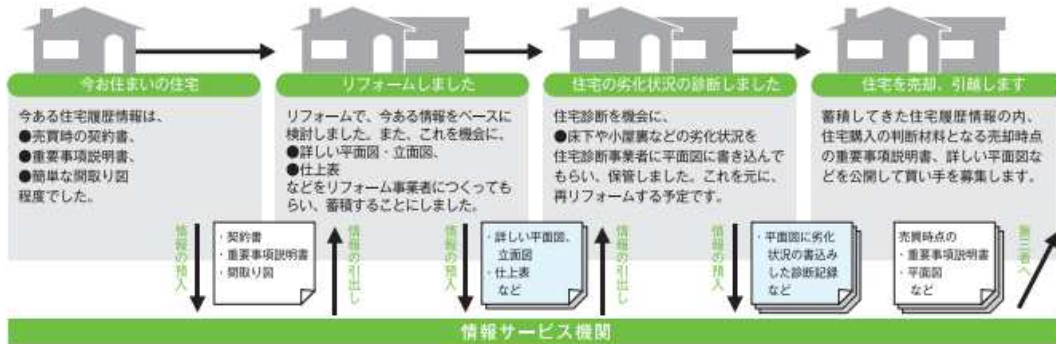 今お住まいの住宅
今ある住宅履歴情報は、
●売買時の契約書、
●重要事項説明書、
●簡単な間取り図
程度でした。
リフォームしました
リフォームで、今ある情報をベースに
検討しました。また、これを機会に、
●詳しい平面図・立面図、
●仕上表
などをリフォーム事業者につくっても
らい、蓄積することにしました。
住宅の劣化状況の診断しました
住宅診断を機会に、
●床下や小屋裏などの劣化状況を
住宅診断事業者に平面図に書き込んで
もらい、保管しました。これを元に、
再リフォームする予定です。
住宅を売却、引越します
蓄積してきた住宅履歴情報の内、
住宅購入の判断材料となる売却時点
の重要事項説明書、詳しい平面図な
どを公開して買い手を募集します。
情報の預入
・契約書
・重要事項説明書
・間取り図
情報の引出し
情報の預入
・詳しい平面図、
立面図
・仕上表
など
情報の引出し
情報の預入
・平面図に劣化
状況の書込み
した診断記録
など
売買時点の
・重要事項説明書
・平面図
など
第三者へ
情報サービス機関